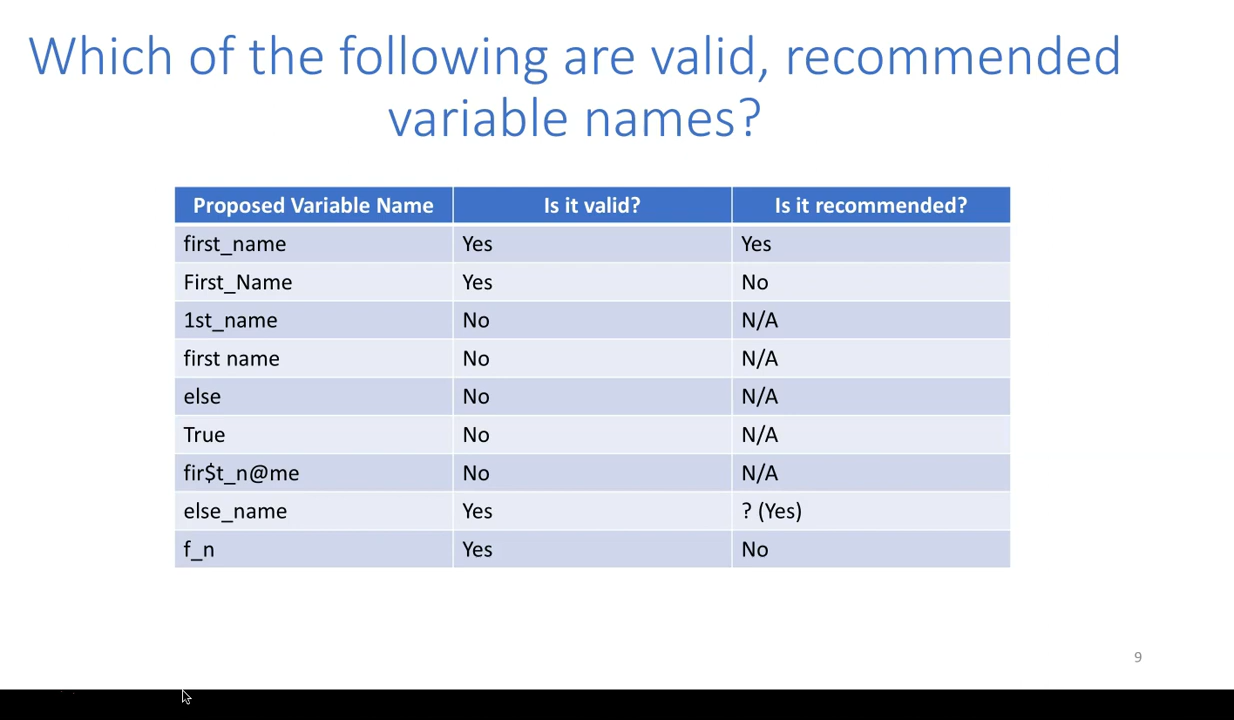 Which of the following are valid, recommended
variable names?
Proposed Variable Name Is it valid? Is it recommended?
first_name Yes Yes
First_Name Yes No
1st_name No N/A
first name No N/A
else No N/A
True No N/A
fir$t_n@me No N/A
else_name Yes ? (Yes)
f_n Yes No
9